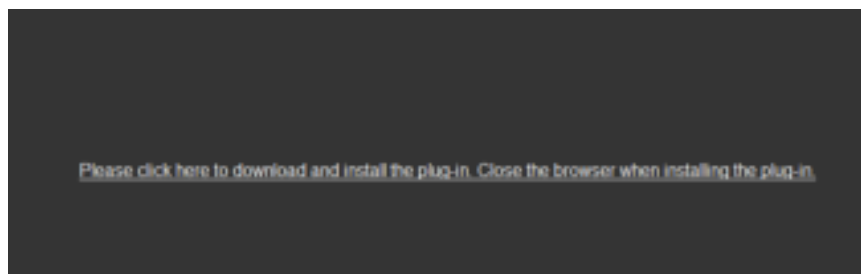 Please click here to download and install the plug-in. Close the browser when installing the plug-in.